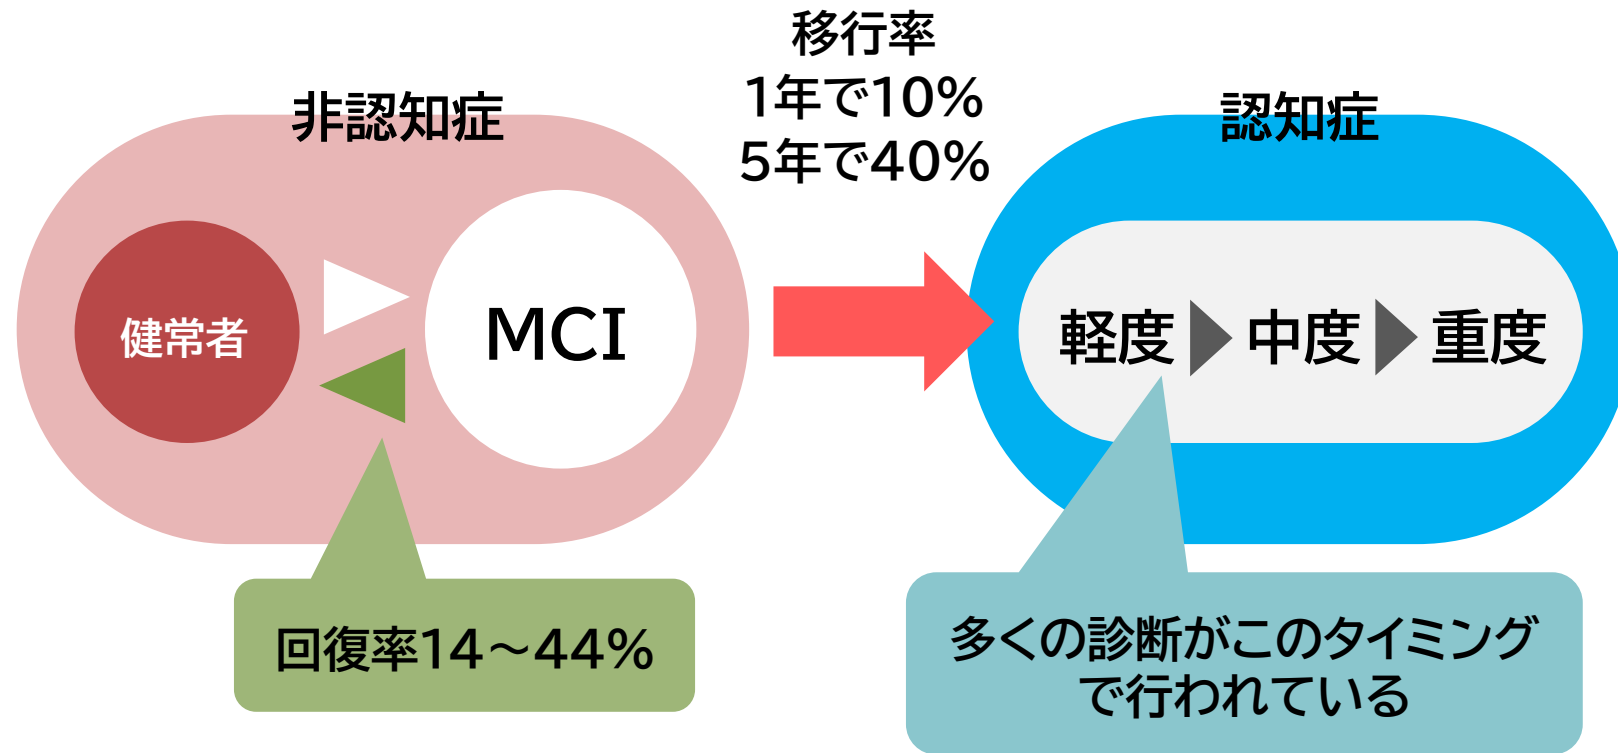 移行率
1年で10%
5年で40%
非認知症
認知症
健常者
MCI
軽度
中度
重度
回復率14～44%
多くの診断がこのタイミング
で行われている